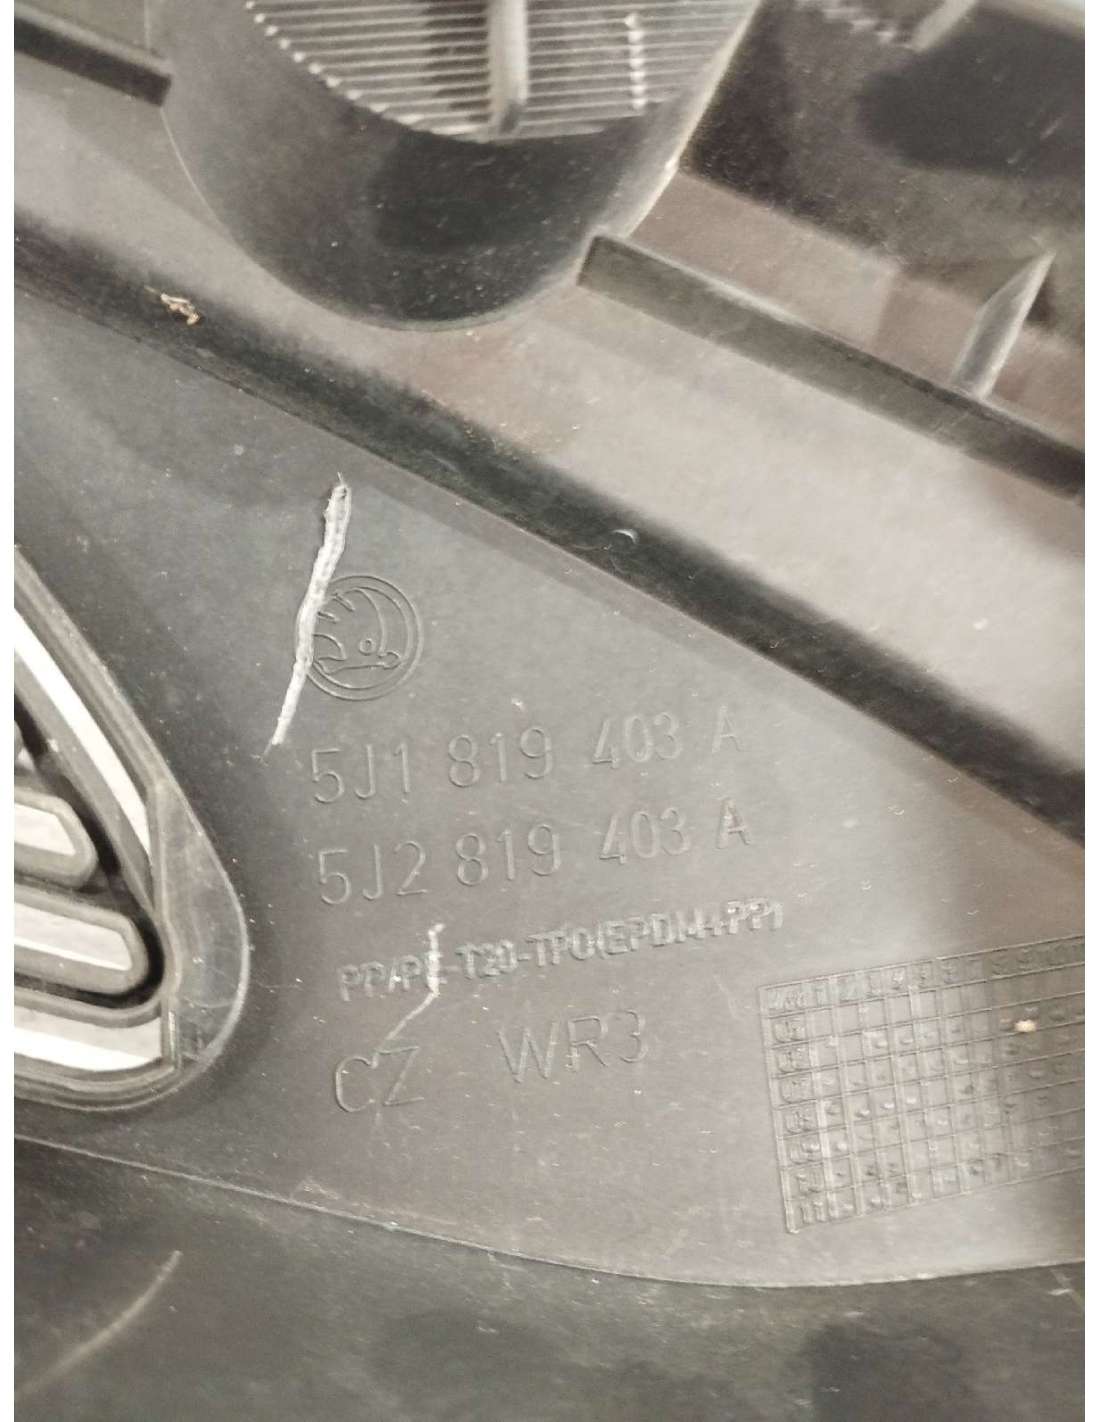 5J1 819 403 A
5J2 819 403 A
PP/PE-T20-TPO(EPDM+PP)
CZ WR3